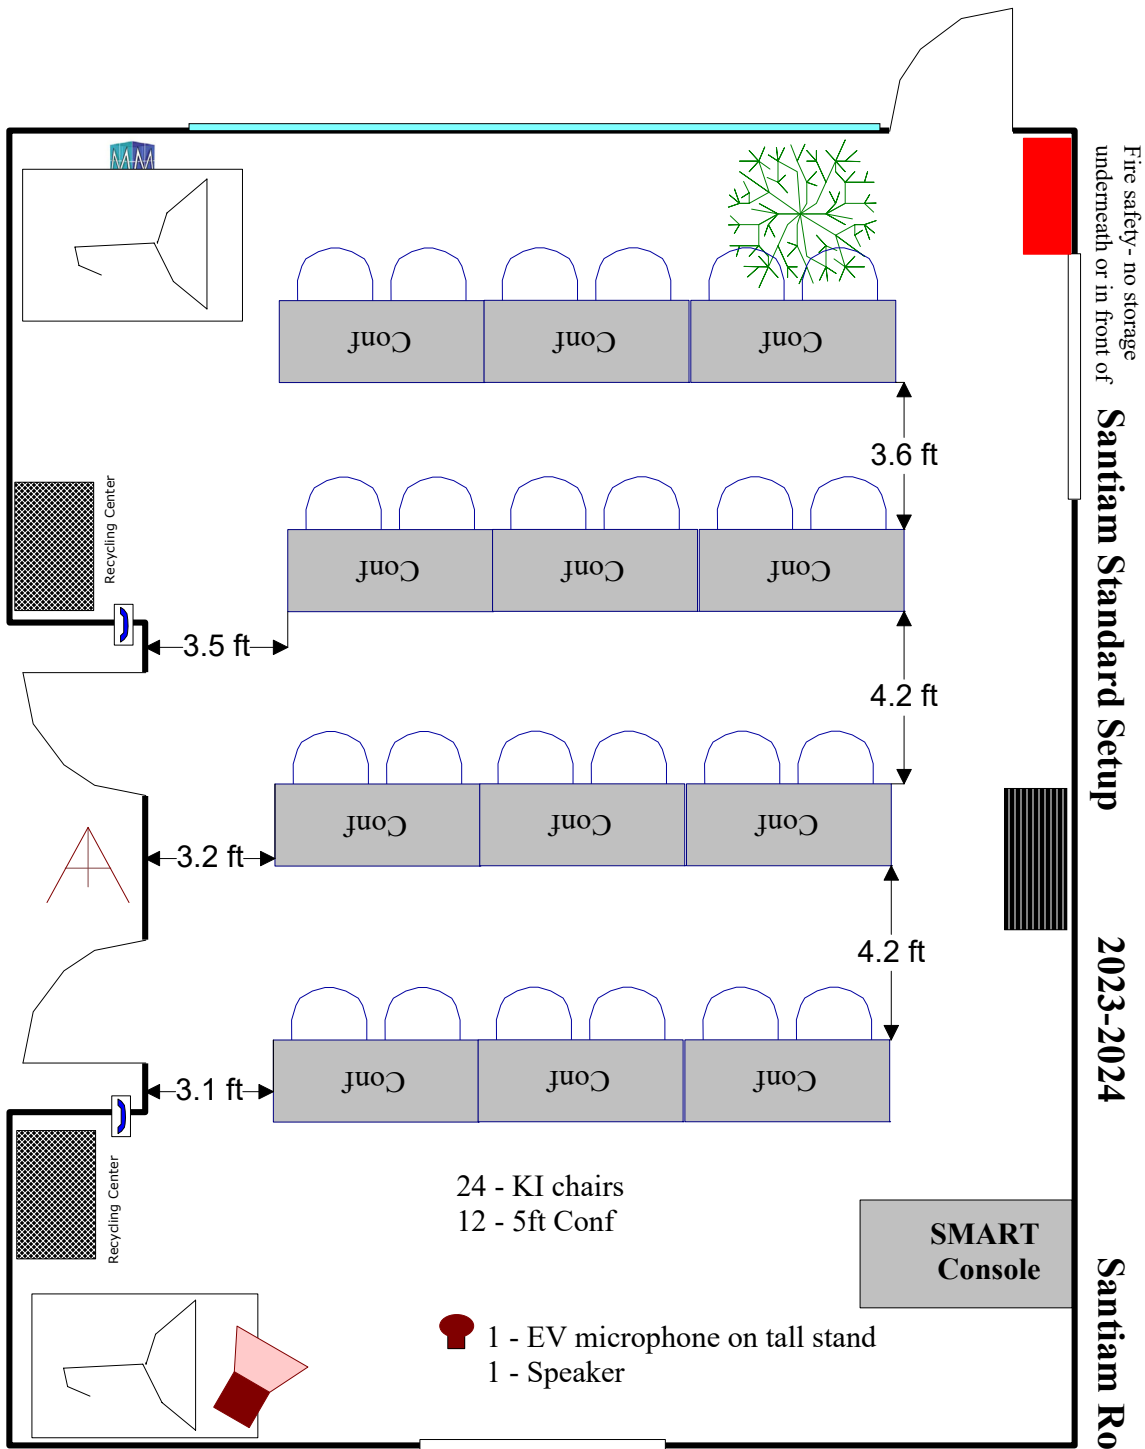 Fire safety- no storage
underneath or in front of
Santiam Standard Setup
2023-2024
Santiam Ro
Conf
Conf
Conf
3.6 ft
Recycling Center
Conf
Conf
Conf
3.5 ft
4.2 ft
Conf
Conf
Conf
3.2 ft
4.2 ft
Conf
Conf
Conf
3.1 ft
Recycling Center
24 - KI chairs
12 - 5ft Conf
SMART
Console
1 - EV microphone on tall stand
1 - Speaker